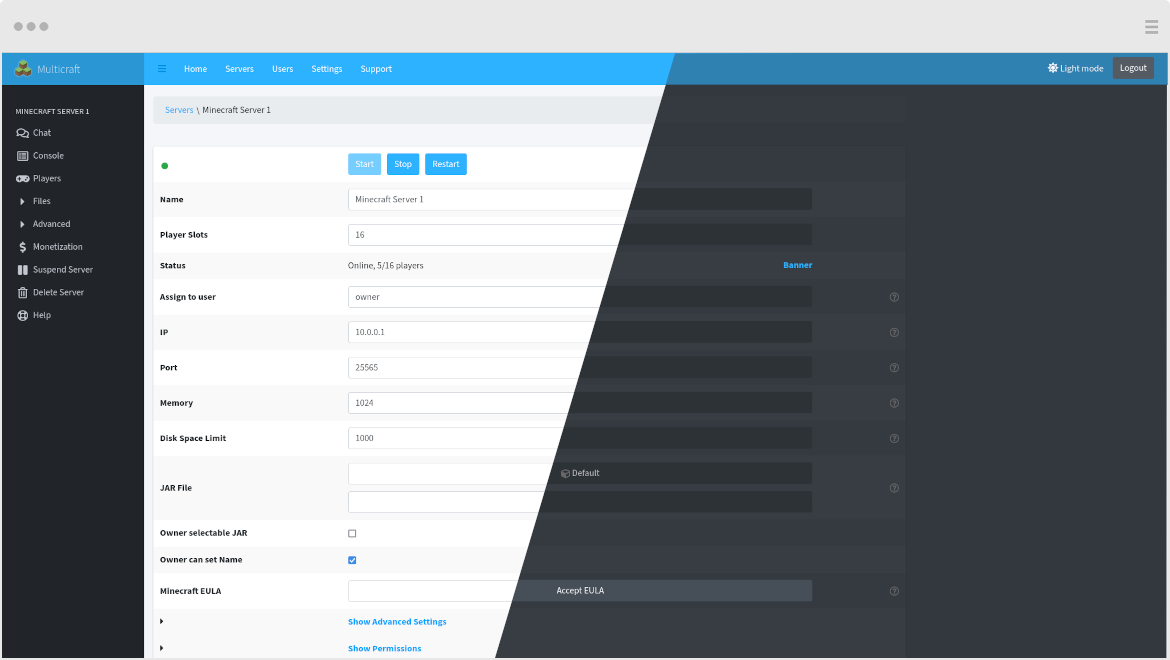 Multicraft
Home Servers Users Settings Support Light mode Logout
MINECRAFT SERVER 1
Chat
Console
Players
Files
Advanced
Monetization
Suspend Server
Delete Server
Help
Servers \ Minecraft Server 1
Start Stop Restart
Name Minecraft Server 1
Player Slots 16
Status Online, 5/16 players Banner
Assign to user owner
IP 10.0.0.1
Port 25565
Memory 1024
Disk Space Limit 1000
JAR File Default
Owner selectable JAR
Owner can set Name
Minecraft EULA Accept EULA
Show Advanced Settings
Show Permissions